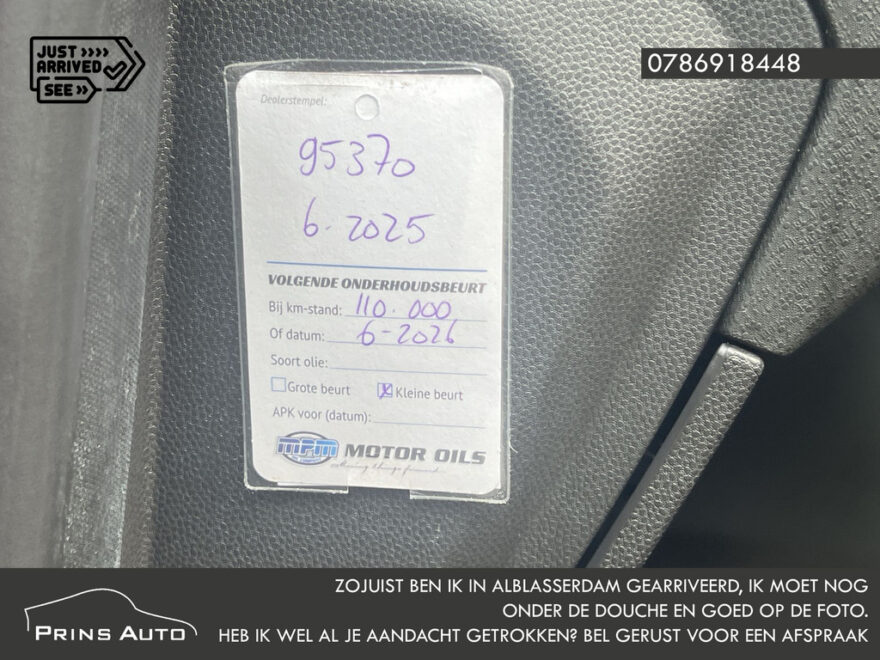 JUST >>>>
ARRIVED
SEE >>
0786918448
Dealerstempel:
95370
6-2025
VOLGENDE ONDERHOUDSBEURT
Bij km-stand: 110.000
Of datum: 6-2026
Soort olie:
Grote beurt Kleine beurt
APK voor (datum):
mpm MOTOR OILS
ZOJUIST BEN IK IN ALBLASSERDAM GEARRIVEERD, IK MOET NOG
ONDER DE DOUCHE EN GOED OP DE FOTO.
HEB IK WEL AL JE AANDACHT GETROKKEN? BEL GERUST VOOR EEN AFSPRAAK
PRINS AUTO